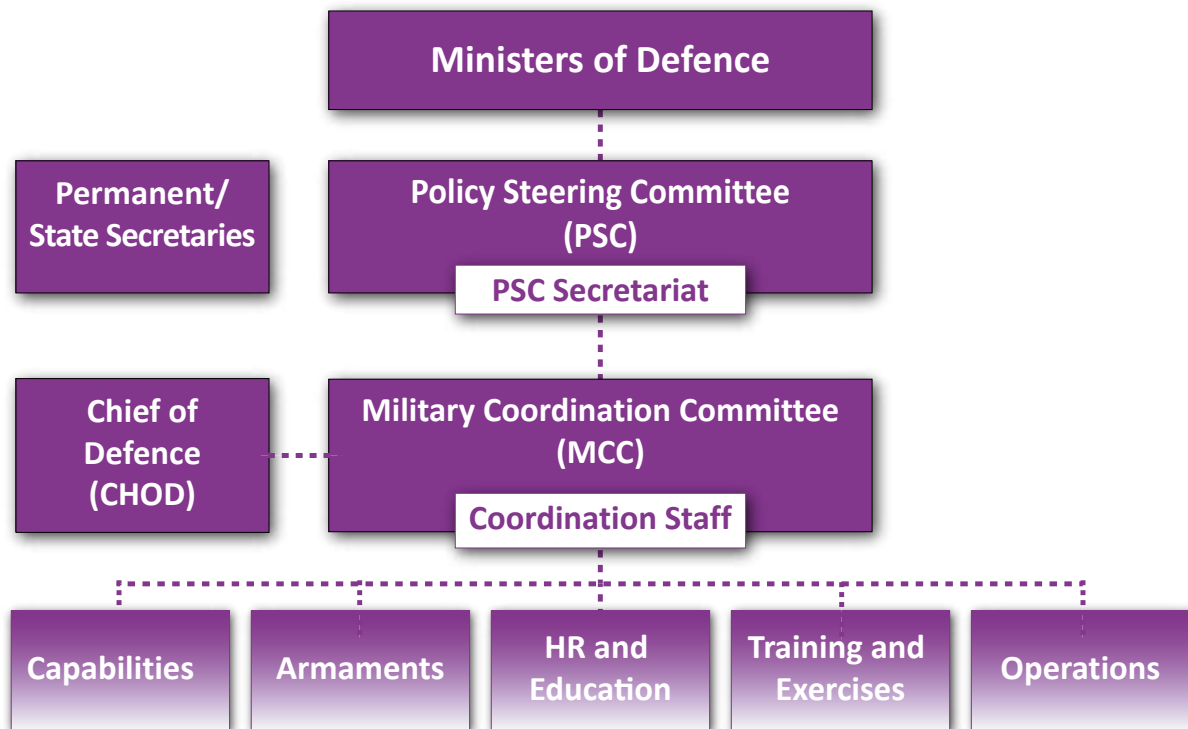 Ministers of Defence
Permanent/
State Secretaries
Policy Steering Committee
(PSC)
PSC Secretariat
Chief of
Defence
(CHOD)
Military Coordination Committee
(MCC)
Coordination Staff
Capabilities
Armaments
HR and
Education
Training and
Exercises
Operations